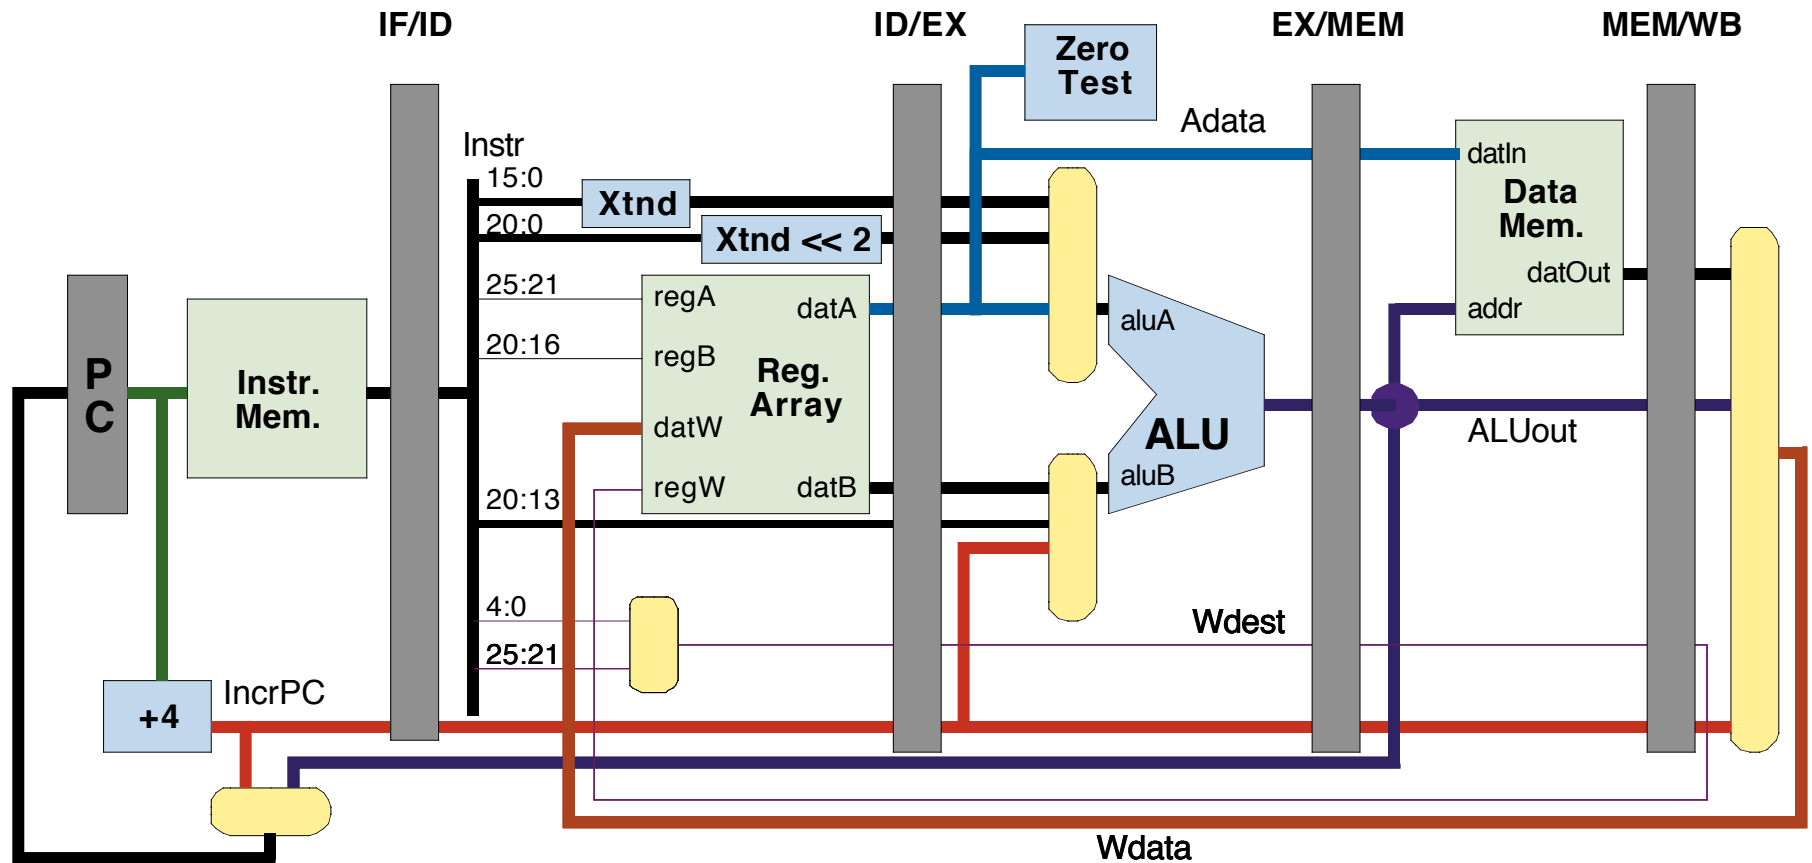 IF/ID
ID/EX
EX/MEM
MEM/WB
Zero
Test
Adata
Instr
15:0
Xtnd
20:0
Xtnd << 2
25:21
regA
datA
20:16
regB
Reg.
Array
datW
regW
datB
20:13
P
C
Instr.
Mem.
aluA
ALU
aluB
datIn
Data
Mem.
datOut
addr
ALUout
4:0
25:21
Wdest
+4
IncrPC
Wdata